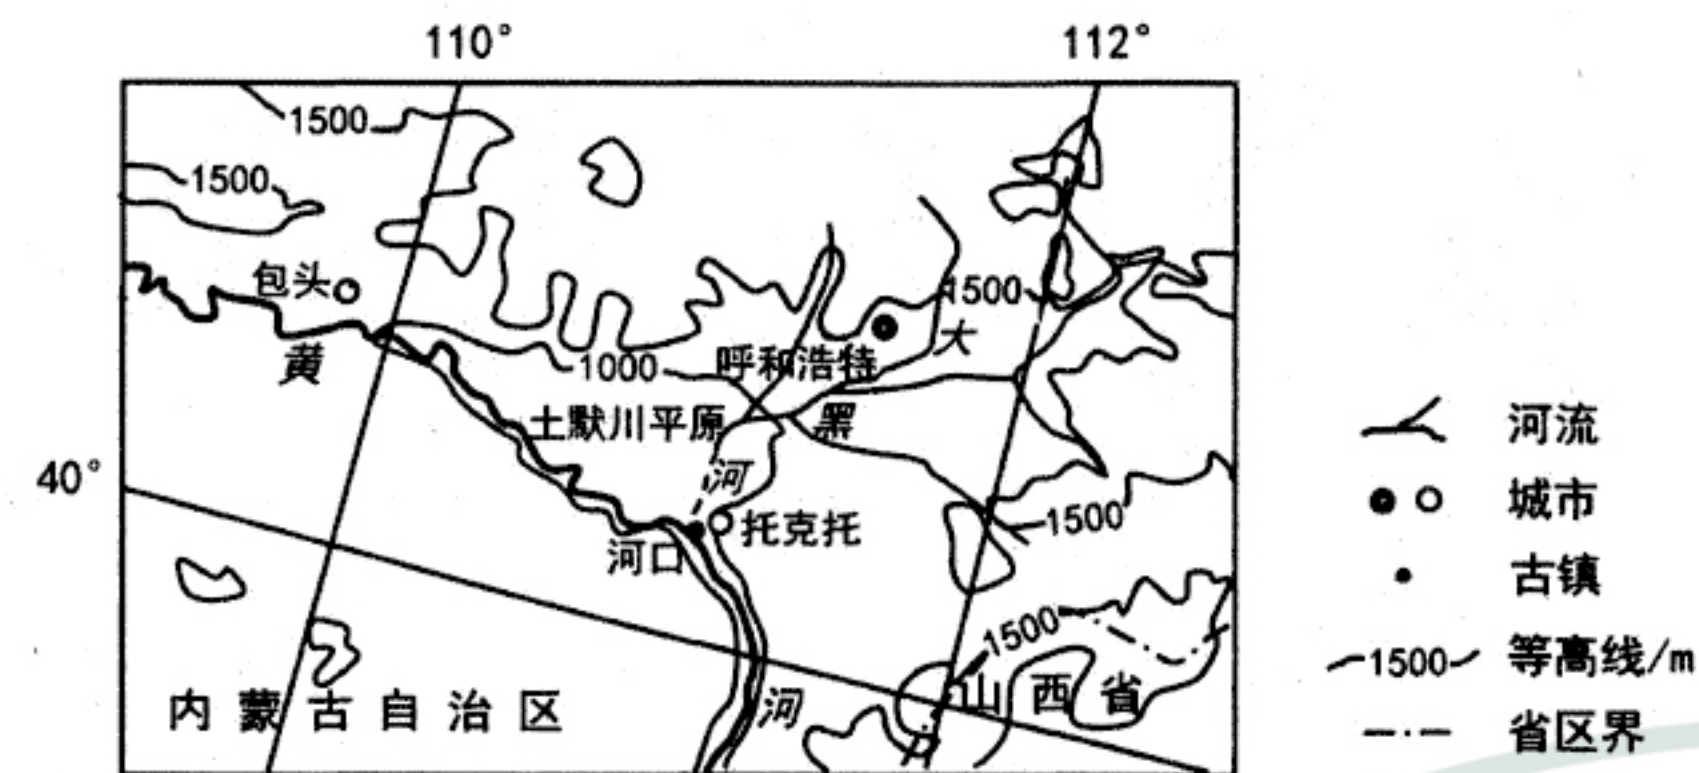 110° 112°
1500
1500
包头
1500
黄
大
1000
呼和浩特
土默川平原
黑
40°
河
1500
托克托
河口
1500
内蒙古自治区
河
山西省
河流
城市
古镇
1500 等高线/m
省区界